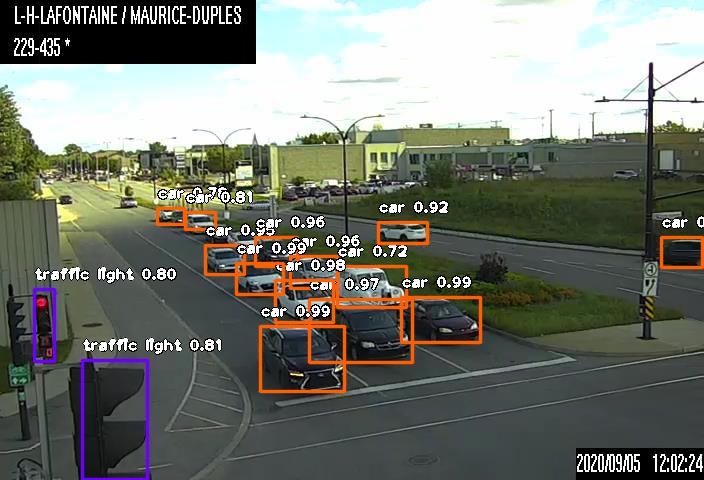 L-H-LAFONTAINE / MAURICE-DUPLES
229-435 *
car 0.81
car 0.92
car 0.96
car 0.95
car 0.96
car 0.99
car 0.72
car 0.98
traffic light 0.80
car 0.97
car 0.99
car 0.99
traffic light 0.81
2020/09/05 12:02:24